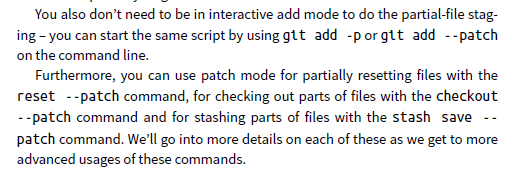 You also don't need to be in interactive add mode to do the partial-file stag-
ing – you can start the same script by using git add -p or git add --patch
on the command line.
Furthermore, you can use patch mode for partially resetting files with the
reset --patch command, for checking out parts of files with the checkout
--patch command and for stashing parts of files with the stash save --
patch command. We'll go into more details on each of these as we get to more
advanced usages of these commands.